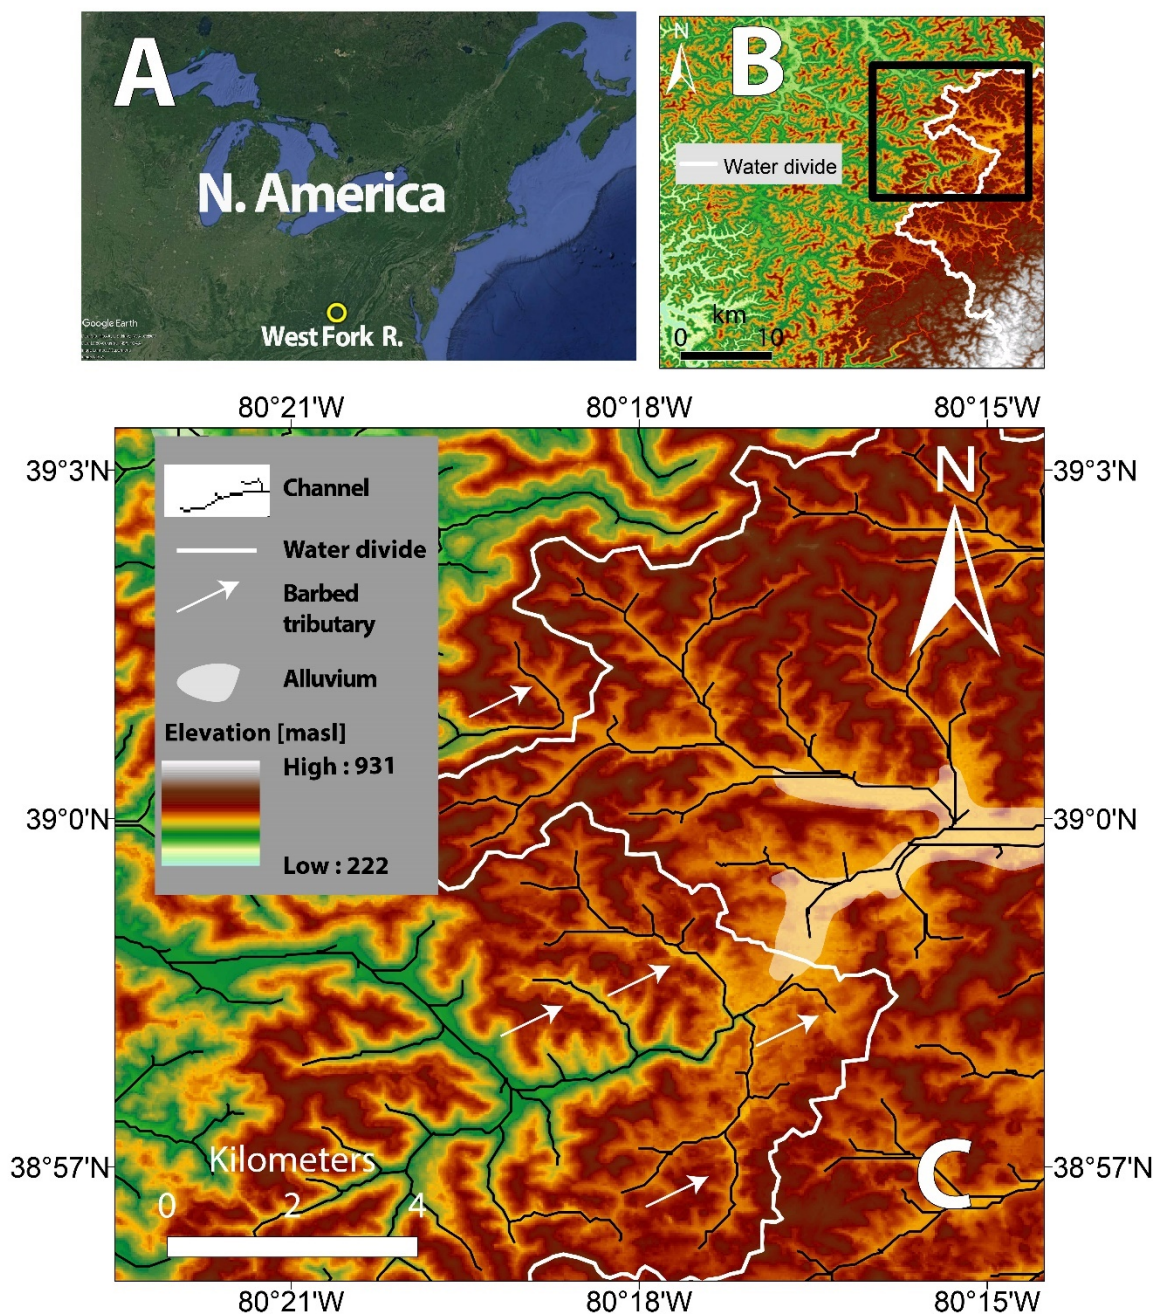 A
N. America
West Fork R.
Google Earth
N
B
Water divide
km
0 10
80°21'W 80°18'W 80°15'W
39°3'N
39°3'N
N
Channel
Water divide
Barbed
tributary
Alluvium
Elevation [masl]
High : 931
Low : 222
39°0'N
39°0'N
38°57'N
38°57'N
Kilometers
0 2 4
C
80°21'W 80°18'W 80°15'W